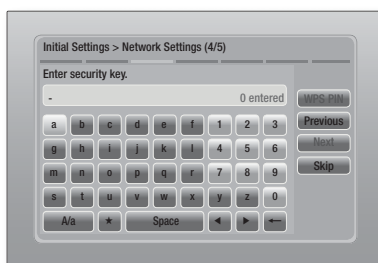 Initial Settings > Network Settings (4/5)
Enter security key.
- 0 entered
WPS PIN
a b c d e f 1 2 3 Previous
g h i j k l 4 5 6 Next
m n o p q r 7 8 9 Skip
s t u v w x y z 0
A/a ★ Space ◀ ▶ ←